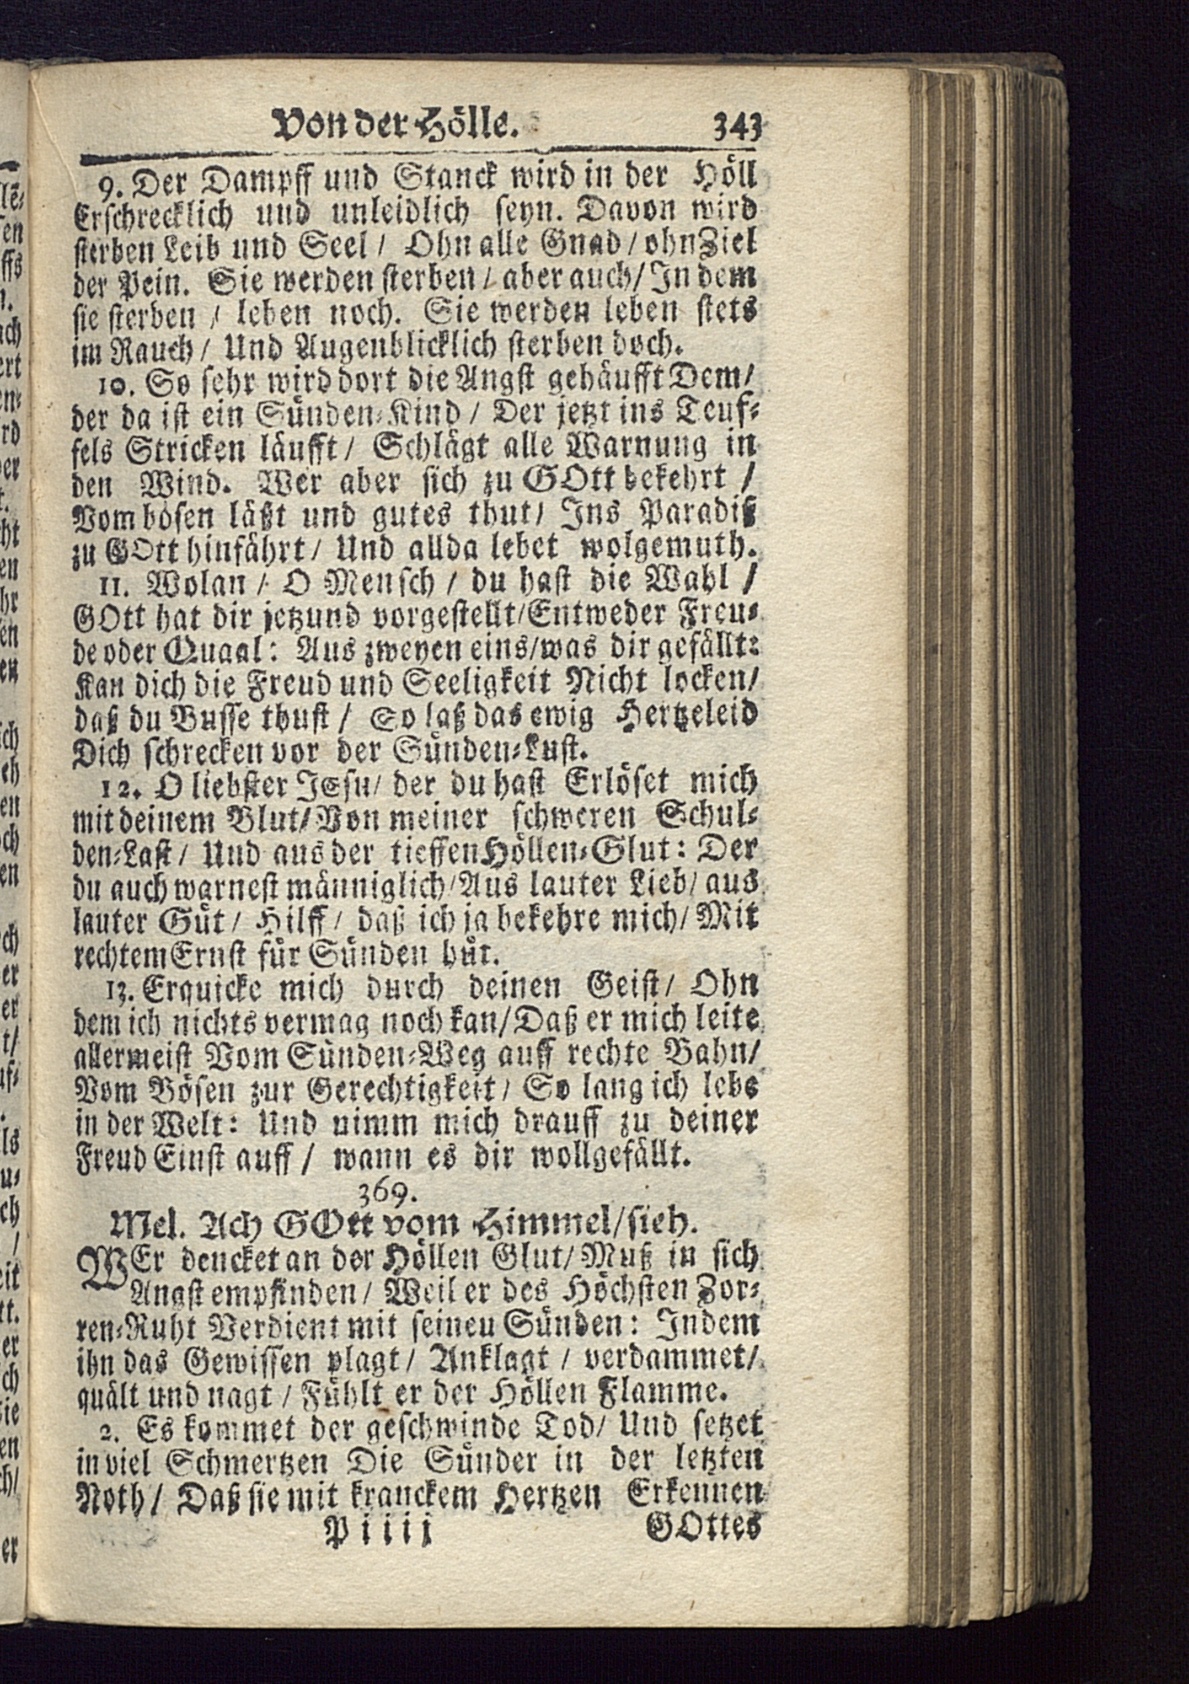 Von der Hölle. 343
9. Der Dampff und Stanck wird in der Höll
Erschrecklich und unleidlich seyn. Davon wird
sterben Leib und Seel / Ohn alle Gnad / ohn Ziel
der Pein. Sie werden sterben / aber auch / In dem
sie sterben / leben noch. Sie werden leben stets
im Rauch / Und Augenblicklich sterben doch.
10. So sehr wird dort die Angst gehäufft Dem /
der da ist ein Sünden-Kind / Der jetzt ins Teuf-
fels Stricken läufft / Schlägt alle Warnung in
den Wind. Wer aber sich zu GOtt bekehrt /
Vom bösen läßt und gutes thut / Ins Paradiß
zu GOtt hinfährt / Und allda lebet wolgemuth.
11. Wolan / O Mensch / du hast die Wahl /
GOtt hat dir jetzund vorgestellt / Entweder Freu-
de oder Quaal: Aus zweyen eins / was dir gefällt:
Kan dich die Freud und Seeligkeit Nicht locken /
daß du Busse thust / So laß das ewig Hertzeleid
Dich schrecken vor der Sünden-Lust.
12. O liebster JEsu / der du hast Erlöset mich
mit deinem Blut / Von meiner schweren Schul-
den-Last / Und aus der tieffen Höllen-Glut: Der
du auch warnest männiglich / Aus lauter Lieb / aus
lauter Güt / Hilff / daß ich ja bekehre mich / Mit
rechtem Ernst für Sünden hüt.
13. Erquicke mich durch deinen Geist / Ohn
dem ich nichts vermag noch kan / Daß er mich leite
allermeist Vom Sünden-Weg auff rechte Bahn /
Vom Bösen zur Gerechtigkeit / So lang ich lebe
in der Welt: Und nimm mich drauff zu deiner
Freud Einst auff / wann es dir wollgefällt.
369.
Mel. Ach GOtt vom Himmel / sieh.
WEr dencket an der Höllen Glut / Muß in sich
Angst empfinden / Weil er des Höchsten Zor-
ren-Ruht Verdient mit seinen Sünden: Indem
ihn das Gewissen plagt / Anklagt / verdammet /
quält und nagt / Fühlt er der Höllen Flamme.
2. Es kommet der geschwinde Tod / Und setzet
in viel Schmertzen Die Sünder in der letzten
Noth / Daß sie mit kranckem Hertzen Erkennen
P iiij GOttes